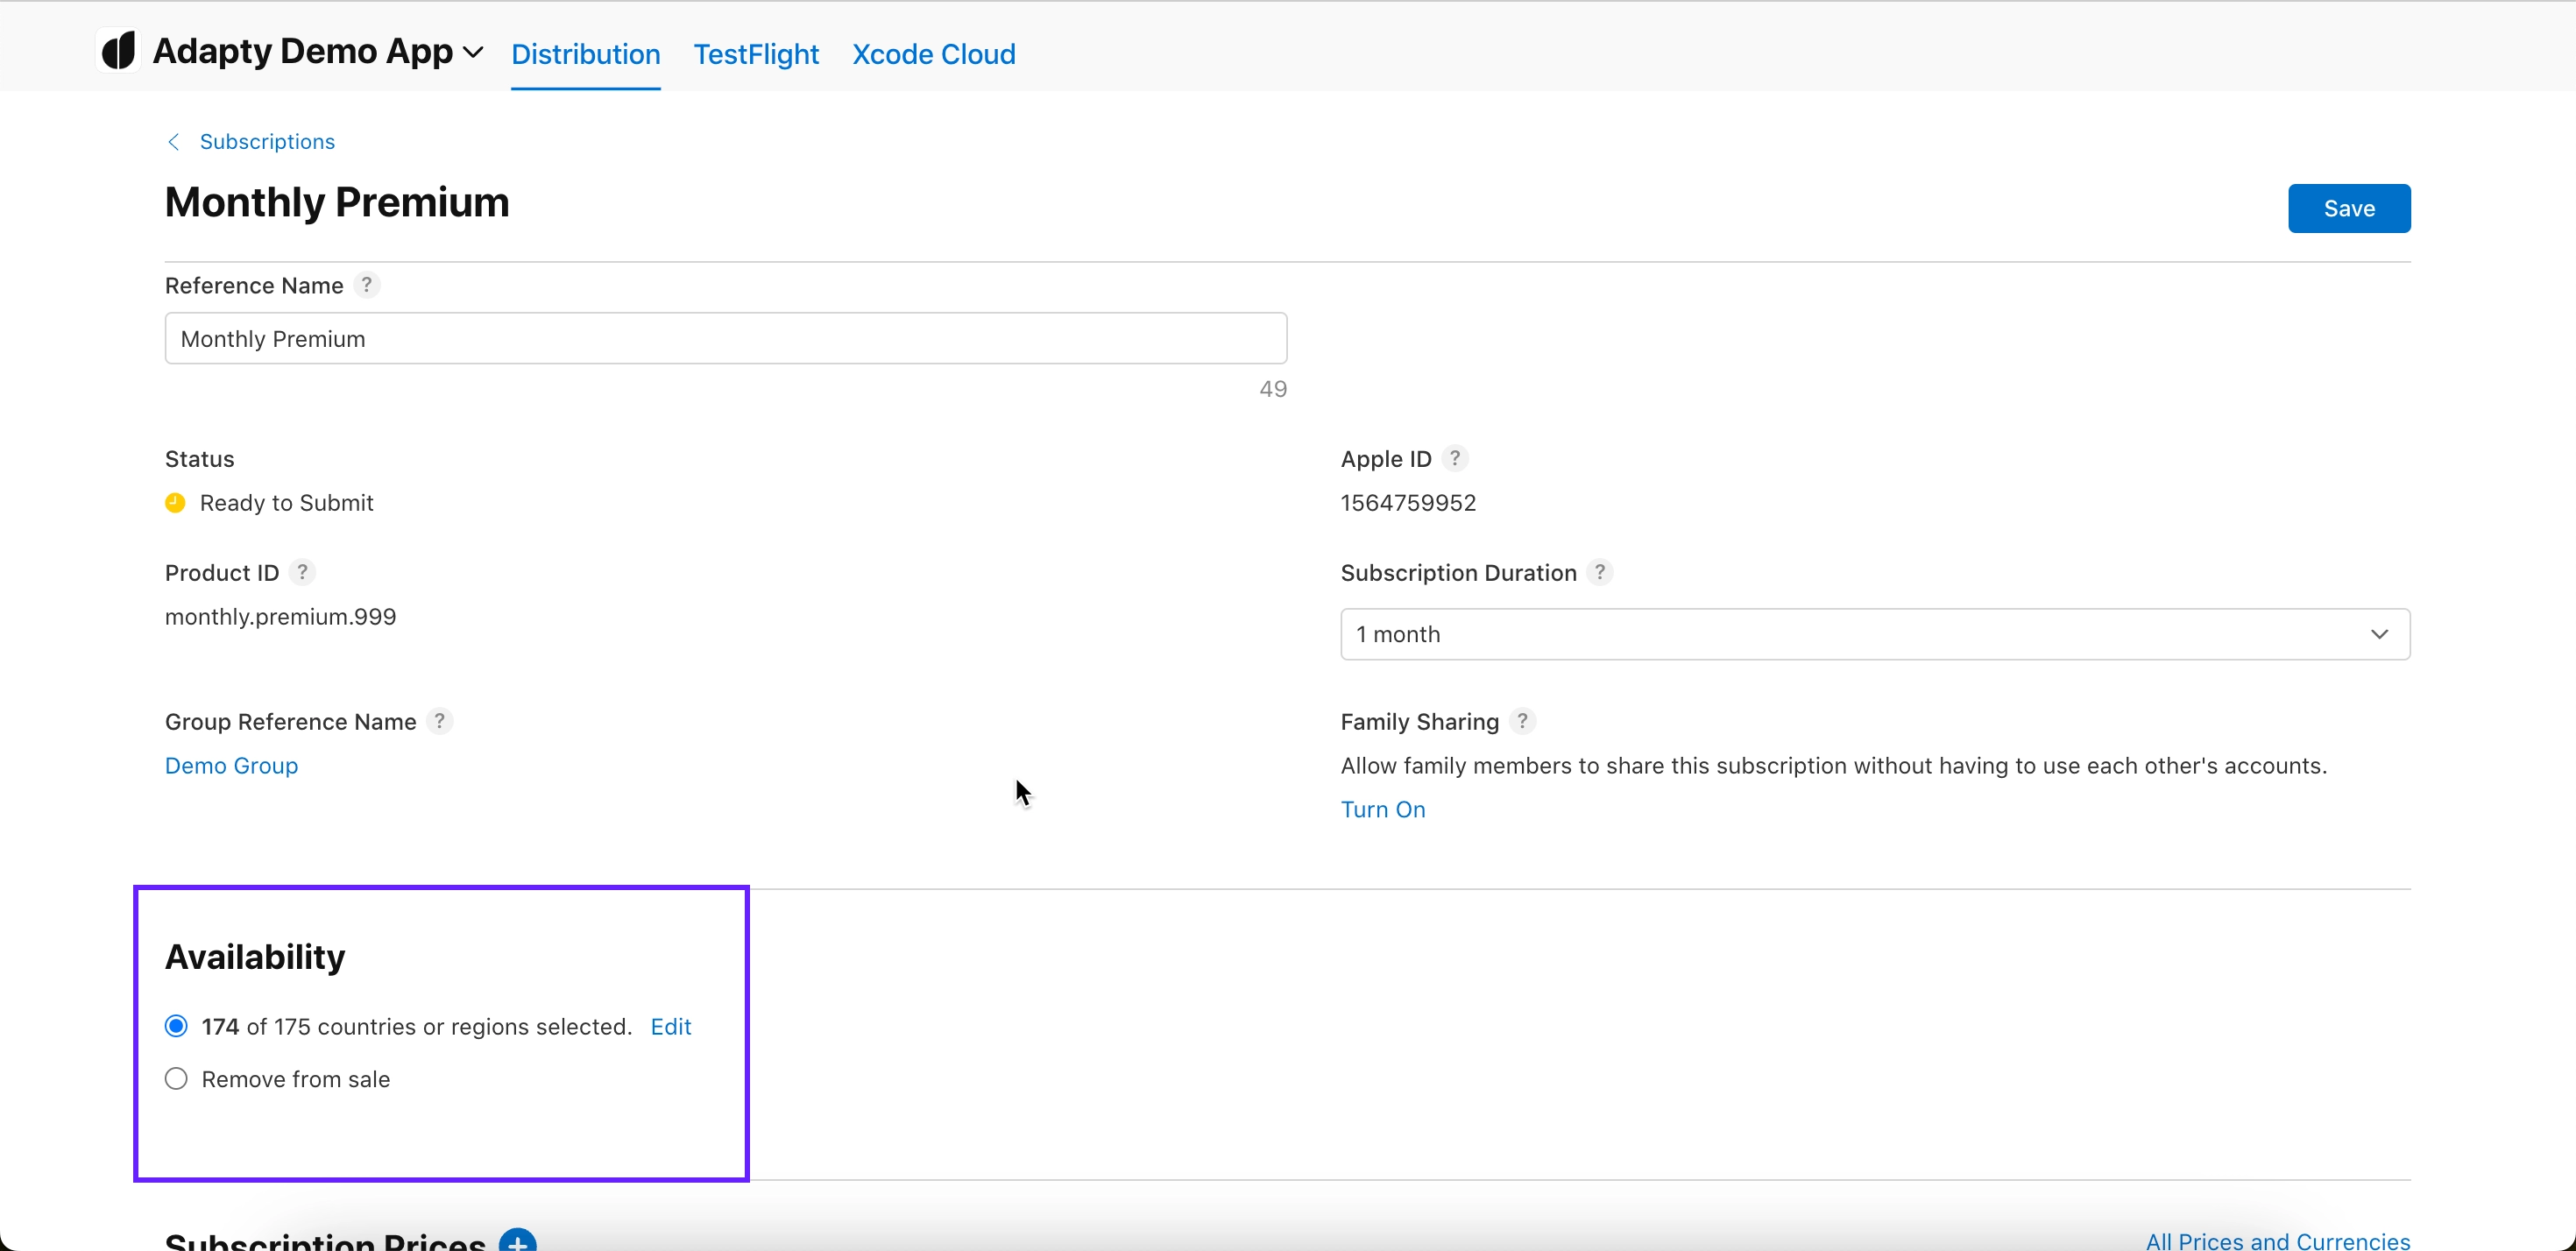 Adapty Demo App Distribution TestFlight Xcode Cloud
Subscriptions
Monthly Premium
Save
Reference Name ?
Monthly Premium
49
Status
Ready to Submit
Apple ID ?
1564759952
Product ID ?
monthly.premium.999
Subscription Duration ?
1 month
Group Reference Name ?
Demo Group
Family Sharing ?
Allow family members to share this subscription without having to use each other's accounts.
Turn On
Availability
174 of 175 countries or regions selected. Edit
Remove from sale
Subscription Prices
All Prices and Currencies